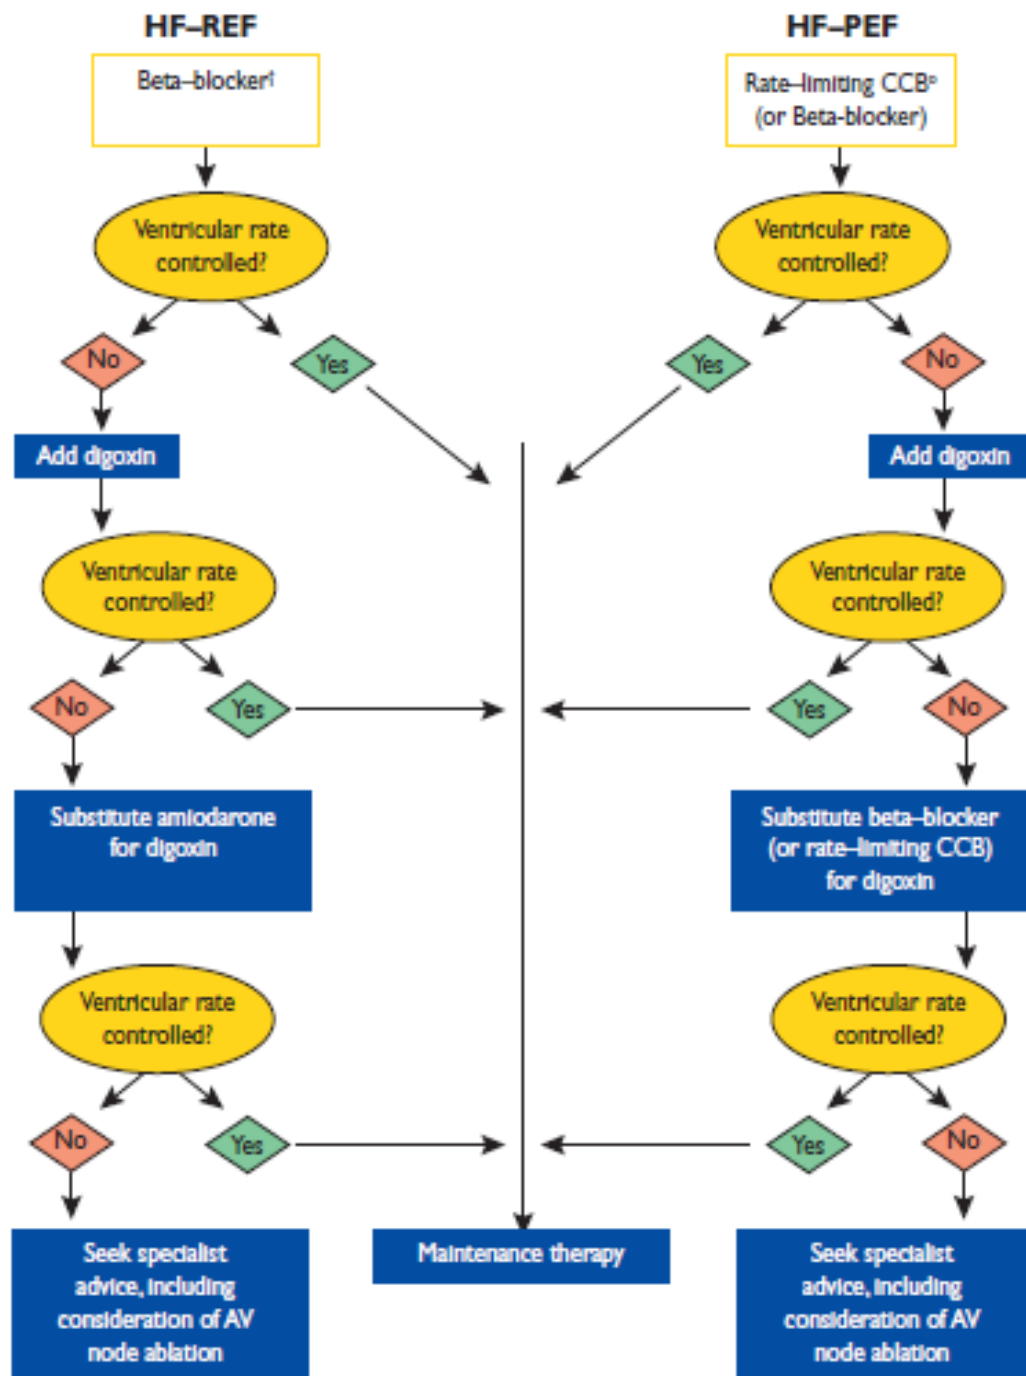 HF–REF
HF–PEF
Beta–blocker†
Rate–limiting CCBᵒ
(or Beta-blocker)
Ventricular rate
controlled?
Ventricular rate
controlled?
No
Yes
Yes
No
Add digoxin
Add digoxin
Ventricular rate
controlled?
Ventricular rate
controlled?
No
Yes
Yes
No
Substitute amiodarone
for digoxin
Substitute beta–blocker
(or rate–limiting CCB)
for digoxin
Ventricular rate
controlled?
Ventricular rate
controlled?
No
Yes
Yes
No
Seek specialist
advice, including
consideration of AV
node ablation
Maintenance therapy
Seek specialist
advice, including
consideration of AV
node ablation